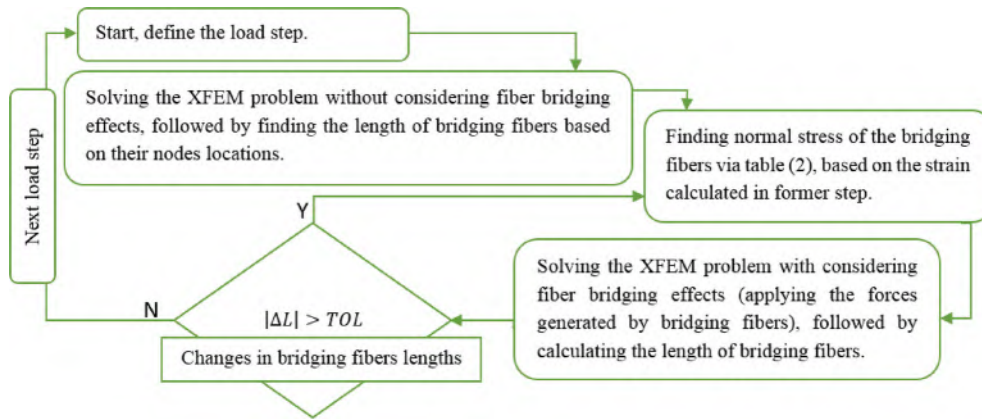 Start, define the load step.
Solving the XFEM problem without considering fiber bridging
effects, followed by finding the length of bridging fibers based
on their nodes locations.
Finding normal stress of the bridging
fibers via table (2), based on the strain
calculated in former step.
Next load step
Y
N
|ΔL| > TOL
Changes in bridging fibers lengths
Solving the XFEM problem with considering
fiber bridging effects (applying the forces
generated by bridging fibers), followed by
calculating the length of bridging fibers.